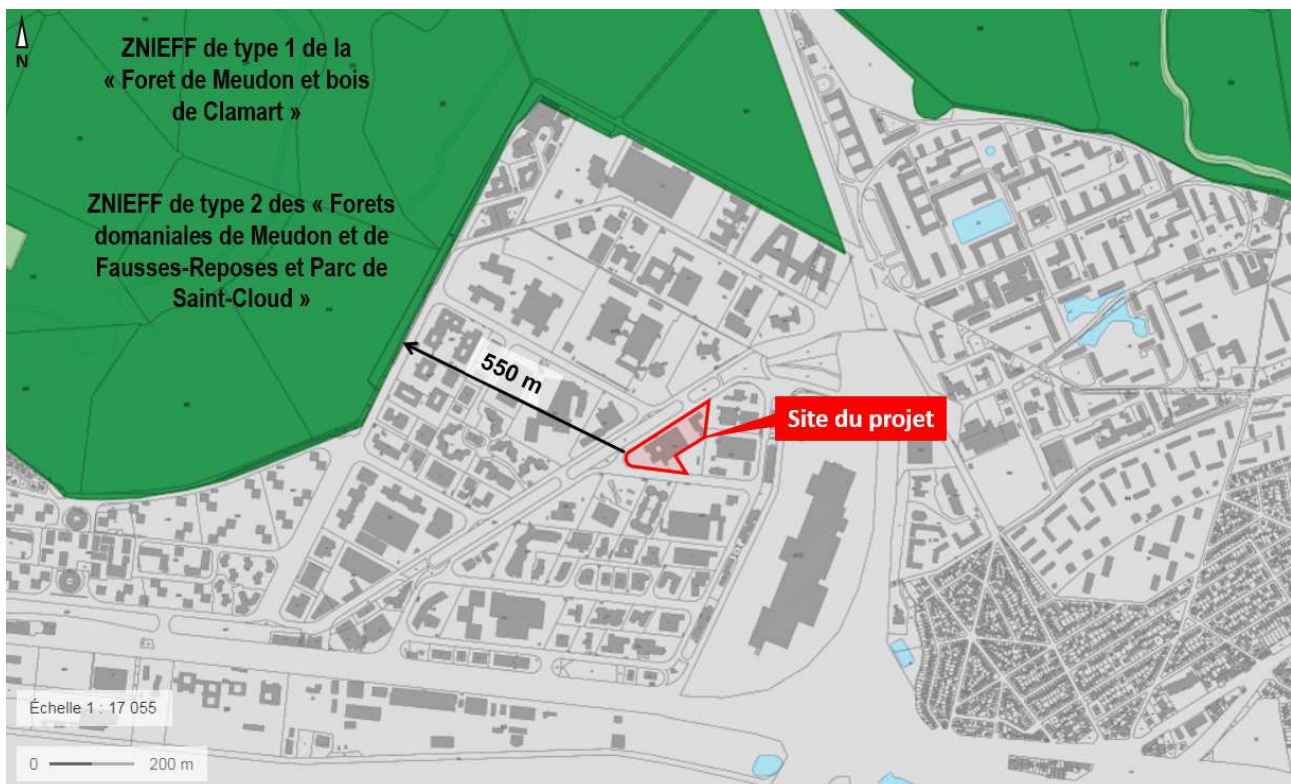 N
ZNIEFF de type 1 de la
« Foret de Meudon et bois
de Clamart »
ZNIEFF de type 2 des « Forets
domaniales de Meudon et de
Fausses-Reposes et Parc de
Saint-Cloud »
550 m
Site du projet
Échelle 1 : 17 055
0 200 m